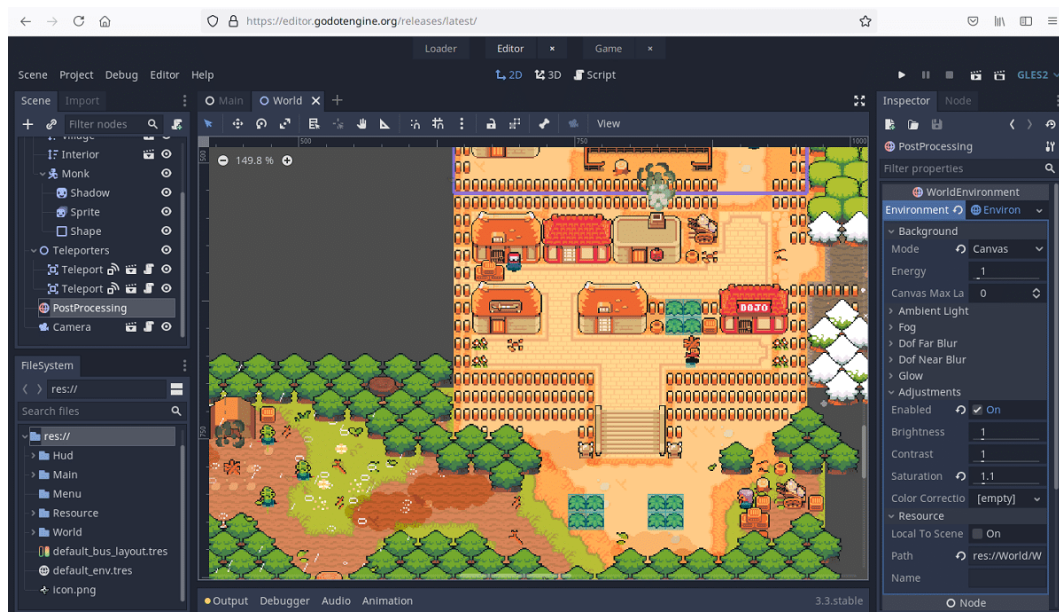 https://editor.godotengine.org/releases/latest/
Loader
Editor
×
Game
×
Scene Project Debug Editor Help
2D
3D
Script
GLES2
Scene
Import
Filter nodes
Village
Interior
Monk
Shadow
Sprite
Shape
Teleporters
Teleport
Teleport
PostProcessing
Camera
FileSystem
res://
Search files
res://
Hud
Main
Menu
Resource
World
default_bus_layout.tres
default_env.tres
icon.png
Main
World
View
500
750
1000
500
750
149.8 %
DOJO
Output Debugger Audio Animation
3.3.stable
Inspector
Node
PostProcessing
Filter properties
WorldEnvironment
Environment Environ
Background
Mode Canvas
Energy 1
Canvas Max La 0
Ambient Light
Fog
Dof Far Blur
Dof Near Blur
Glow
Adjustments
Enabled On
Brightness 1
Contrast 1
Saturation 1.1
Color Correctio [empty]
Resource
Local To Scene On
Path res://World/W
Name
Node